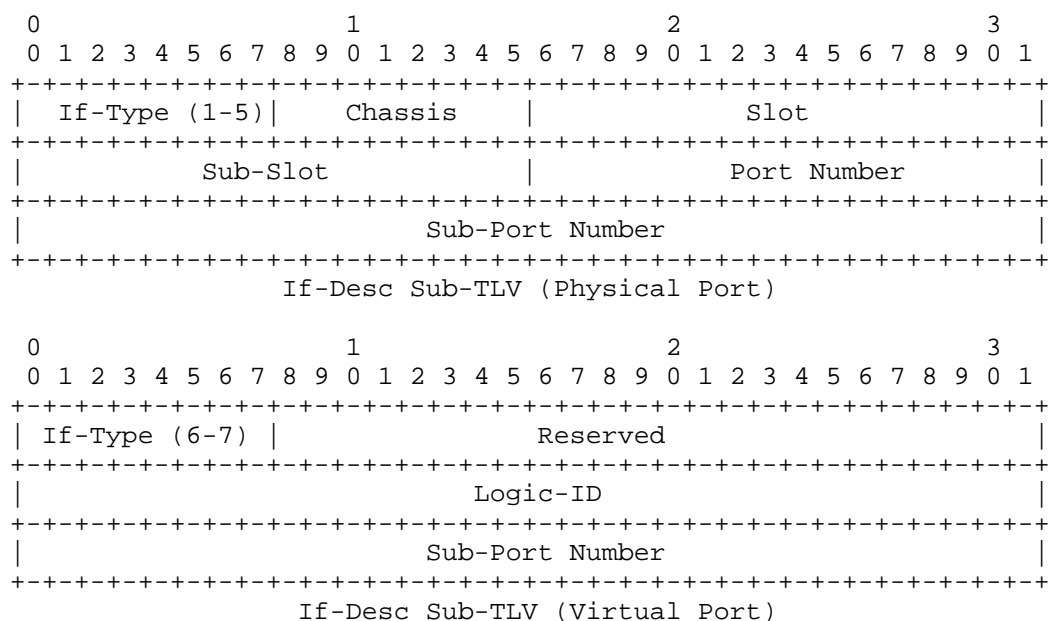 0                   1                   2                   3
 0 1 2 3 4 5 6 7 8 9 0 1 2 3 4 5 6 7 8 9 0 1 2 3 4 5 6 7 8 9 0 1
+-+-+-+-+-+-+-+-+-+-+-+-+-+-+-+-+-+-+-+-+-+-+-+-+-+-+-+-+-+-+-+-+
|  If-Type (1-5)|    Chassis    |             Slot              |
+-+-+-+-+-+-+-+-+-+-+-+-+-+-+-+-+-+-+-+-+-+-+-+-+-+-+-+-+-+-+-+-+
|           Sub-Slot            |            Port Number        |
+-+-+-+-+-+-+-+-+-+-+-+-+-+-+-+-+-+-+-+-+-+-+-+-+-+-+-+-+-+-+-+-+
|                         Sub-Port Number                       |
+-+-+-+-+-+-+-+-+-+-+-+-+-+-+-+-+-+-+-+-+-+-+-+-+-+-+-+-+-+-+-+-+
                 If-Desc Sub-TLV (Physical Port)

 0                   1                   2                   3
 0 1 2 3 4 5 6 7 8 9 0 1 2 3 4 5 6 7 8 9 0 1 2 3 4 5 6 7 8 9 0 1
+-+-+-+-+-+-+-+-+-+-+-+-+-+-+-+-+-+-+-+-+-+-+-+-+-+-+-+-+-+-+-+-+
| If-Type (6-7) |                Reserved                       |
+-+-+-+-+-+-+-+-+-+-+-+-+-+-+-+-+-+-+-+-+-+-+-+-+-+-+-+-+-+-+-+-+
|                            Logic-ID                           |
+-+-+-+-+-+-+-+-+-+-+-+-+-+-+-+-+-+-+-+-+-+-+-+-+-+-+-+-+-+-+-+-+
|                         Sub-Port Number                       |
+-+-+-+-+-+-+-+-+-+-+-+-+-+-+-+-+-+-+-+-+-+-+-+-+-+-+-+-+-+-+-+-+
                  If-Desc Sub-TLV (Virtual Port)